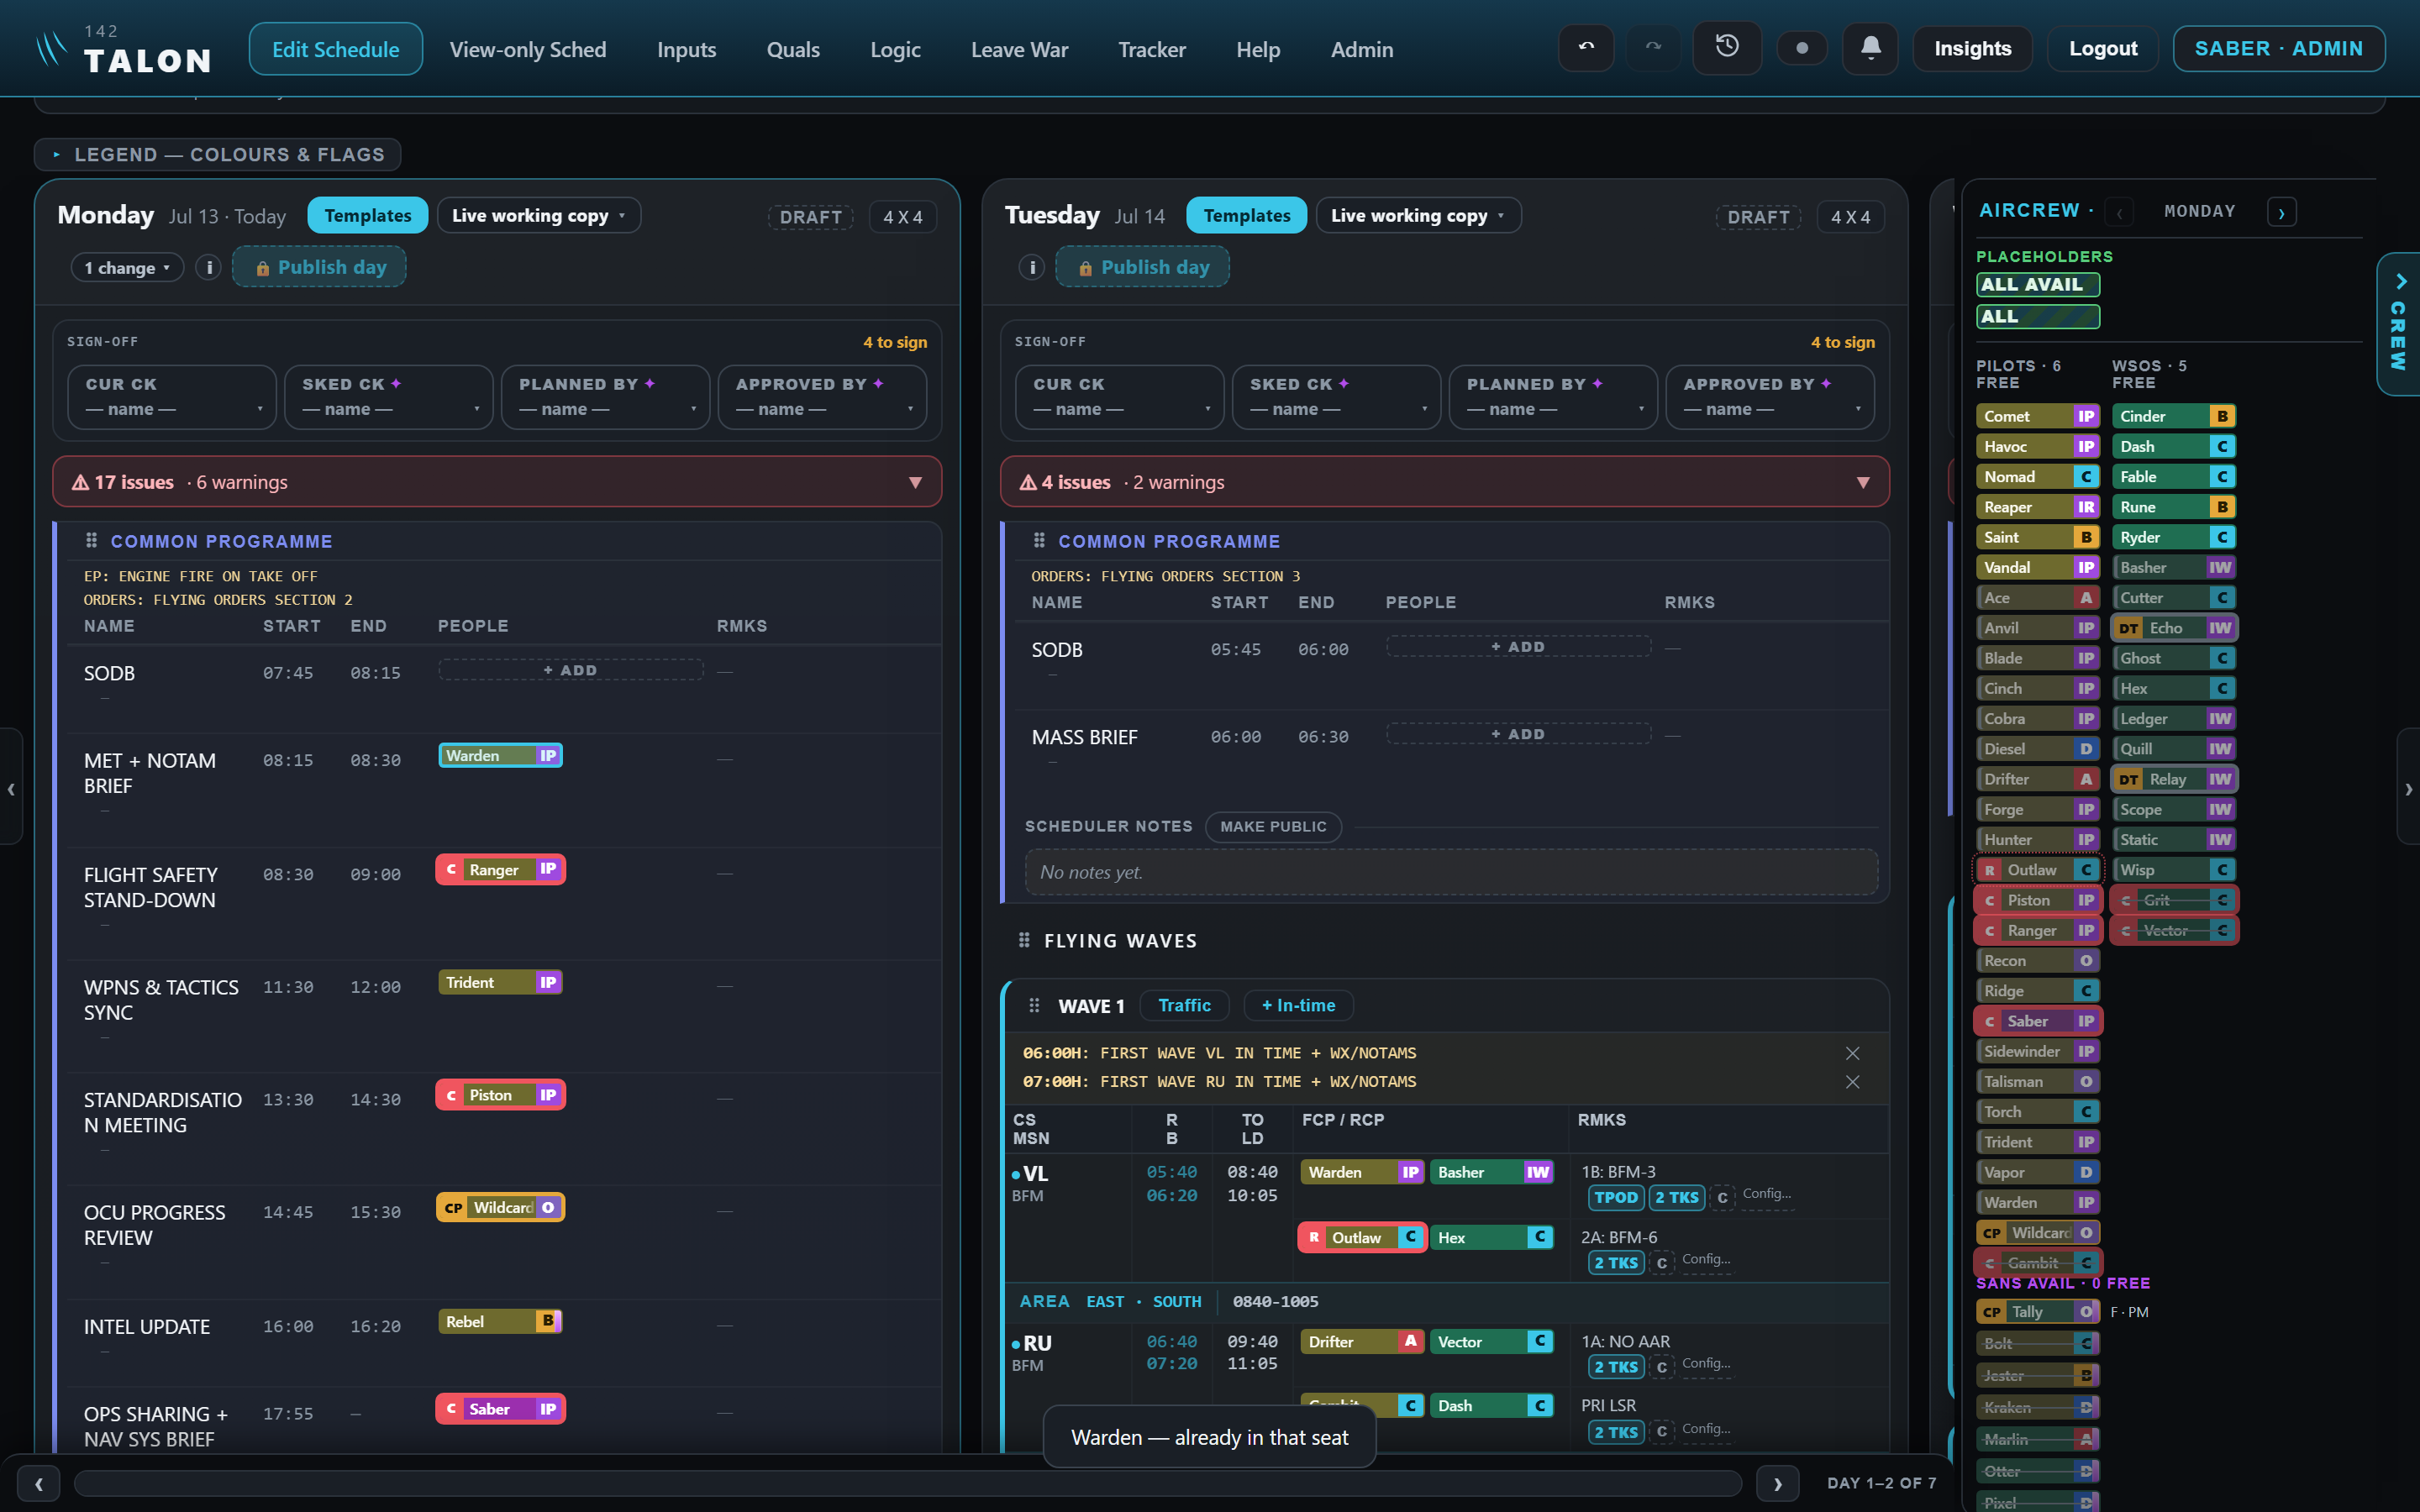 142
TALON
Edit Schedule
View-only Sched
Inputs
Quals
Logic
Leave War
Tracker
Help
Admin
Insights
Logout
SABER · ADMIN
LEGEND — COLOURS & FLAGS
Monday Jul 13 · Today
Templates
Live working copy
DRAFT
4 X 4
1 change
i
Publish day
SIGN-OFF
4 to sign
CUR CK
— name —
SKED CK
— name —
PLANNED BY
— name —
APPROVED BY
— name —
17 issues · 6 warnings
COMMON PROGRAMME
EP: ENGINE FIRE ON TAKE OFF
ORDERS: FLYING ORDERS SECTION 2
NAME START END PEOPLE RMKS
SODB 07:45 08:15 + ADD —
—
MET + NOTAM BRIEF 08:15 08:30 Warden IP —
—
FLIGHT SAFETY STAND-DOWN 08:30 09:00 C Ranger IP —
—
WPNS & TACTICS SYNC 11:30 12:00 Trident IP —
—
STANDARDISATIO
N MEETING 13:30 14:30 C Piston IP —
—
OCU PROGRESS REVIEW 14:45 15:30 CP Wildcard O —
—
INTEL UPDATE 16:00 16:20 Rebel B —
—
OPS SHARING + NAV SYS BRIEF 17:55 — C Saber IP —
Tuesday Jul 14
Templates
Live working copy
DRAFT
4 X 4
i
Publish day
SIGN-OFF
4 to sign
CUR CK
— name —
SKED CK
— name —
PLANNED BY
— name —
APPROVED BY
— name —
4 issues · 2 warnings
COMMON PROGRAMME
ORDERS: FLYING ORDERS SECTION 3
NAME START END PEOPLE RMKS
SODB 05:45 06:00 + ADD —
—
MASS BRIEF 06:00 06:30 + ADD —
—
SCHEDULER NOTES
MAKE PUBLIC
No notes yet.
FLYING WAVES
WAVE 1
Traffic
+ In-time
06:00H: FIRST WAVE VL IN TIME + WX/NOTAMS
07:00H: FIRST WAVE RU IN TIME + WX/NOTAMS
CS R TO FCP / RCP RMKS
MSN B LD
VL 05:40 08:40 Warden IP Basher IW 1B: BFM-3
BFM 06:20 10:05 TPOD 2 TKS C Config...
R Outlaw C Hex C 2A: BFM-6
2 TKS C Config...
AREA EAST · SOUTH 0840-1005
RU 06:40 09:40 Drifter A Vector C 1A: NO AAR
BFM 07:20 11:05 2 TKS C Config...
Gambit C Dash C PRI LSR
2 TKS C Config...
Warden — already in that seat
DAY 1–2 OF 7
AIRCREW ·
MONDAY
PLACEHOLDERS
ALL AVAIL
ALL
PILOTS · 6 FREE
Comet IP
Havoc IP
Nomad C
Reaper IR
Saint B
Vandal IP
Ace A
Anvil IP
Blade IP
Cinch IP
Cobra IP
Diesel D
Drifter A
Forge IP
Hunter IP
R Outlaw C
C Piston IP
C Ranger IP
Recon O
Ridge C
C Saber IP
Sidewinder IP
Talisman O
Torch C
Trident IP
Vapor D
Warden IP
CP Wildcard O
C Gambit C
WSOS · 5 FREE
Cinder B
Dash C
Fable C
Rune B
Ryder C
Basher IW
Cutter C
DT Echo IW
Ghost C
Hex C
Ledger IW
Quill IW
DT Relay IW
Scope IW
Static IW
Wisp C
C Grit C
C Vector C
SANS AVAIL · 0 FREE
CP Tally O F · PM
Bolt C
Jester B
Kraken D
Marlin A
Otter D
Pixel D
CREW